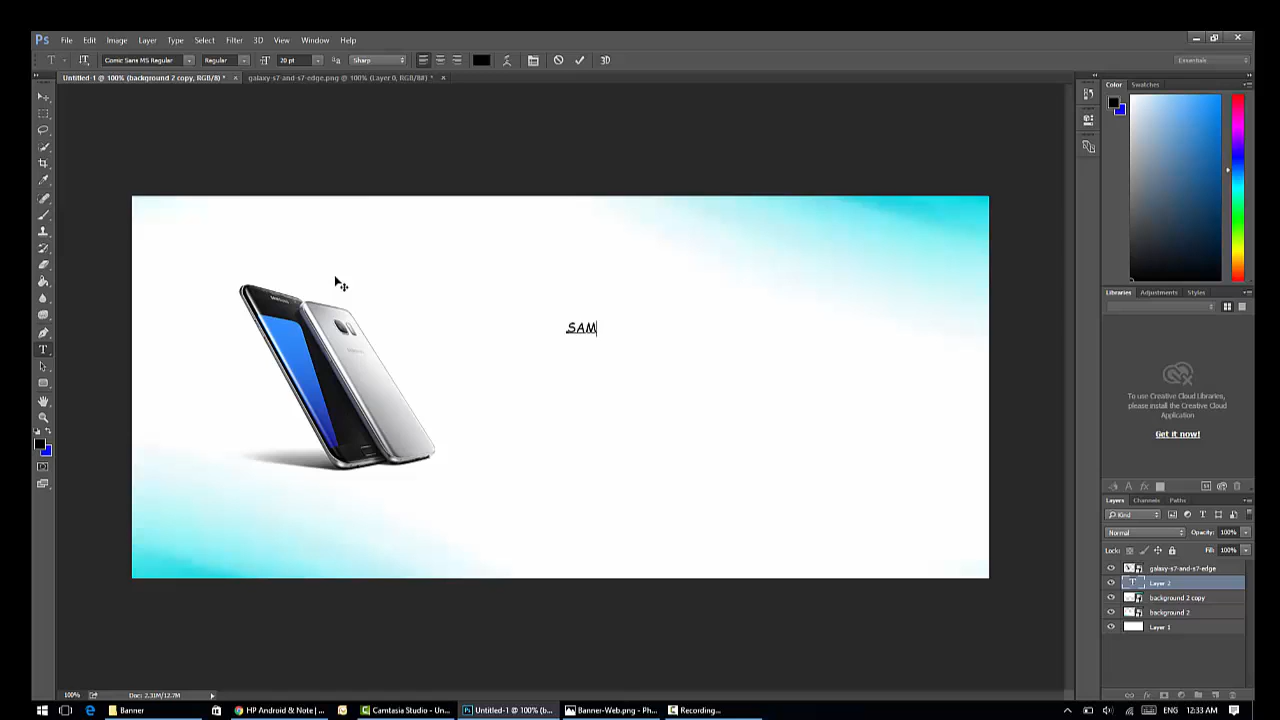 Ps File Edit Image Layer Type Select Filter 3D View Window Help
T Comic Sans MS Regular Regular 20 pt Sharp 3D Essentials
Untitled-1 @ 100% (background 2 copy, RGB/8) * galaxy-s7-and-s7-edge.png @ 100% (Layer 0, RGB/8#) *
Color Swatches
SAMSUNG
SAM
Libraries Adjustments Styles
To use Creative Cloud Libraries,
please install the Creative Cloud
Application
Get it now!
Layers Channels Paths
Kind
Normal Opacity: 100%
Lock: Fill: 100%
galaxy-s7-and-s7-edge
Layer 2
background 2 copy
background 2
Layer 1
100% Doc: 2.31M/12.7M
Banner HP Android & Note | ... Camtasia Studio - Un... Untitled-1 @ 100% (b... Banner-Web.png - Ph... Recording... ENG 12:33 AM